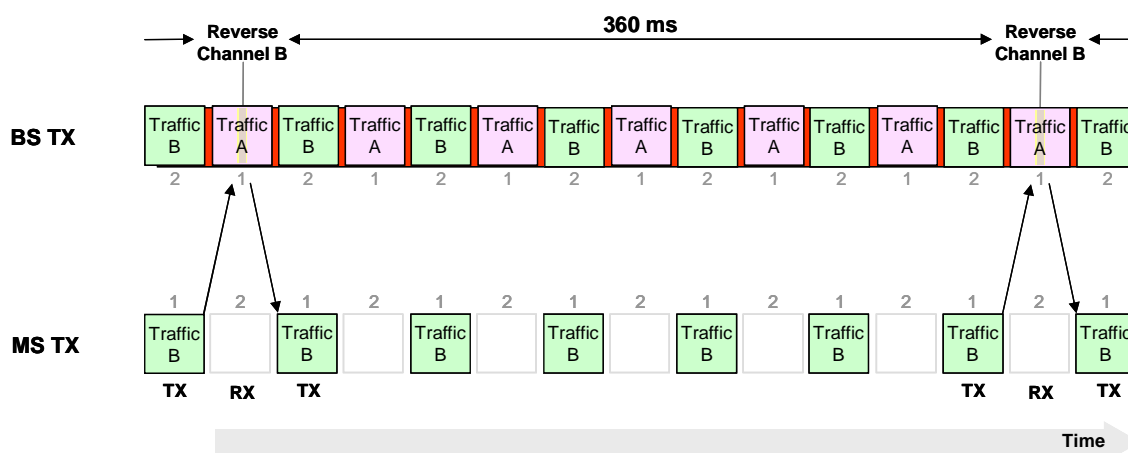 360 ms
Reverse
Channel B
Reverse
Channel B
BS TX
Traffic B
Traffic A
Traffic B
Traffic A
Traffic B
Traffic A
Traffic B
Traffic A
Traffic B
Traffic A
Traffic B
Traffic A
Traffic B
Traffic A
Traffic B
2 1 2 1 2 1 2 1 2 1 2 1 2 1 2
1 2 1 2 1 2 1 2 1 2 1 2 1 2 1
MS TX
Traffic B
Traffic B
Traffic B
Traffic B
Traffic B
Traffic B
Traffic B
Traffic B
TX RX TX TX RX TX
Time